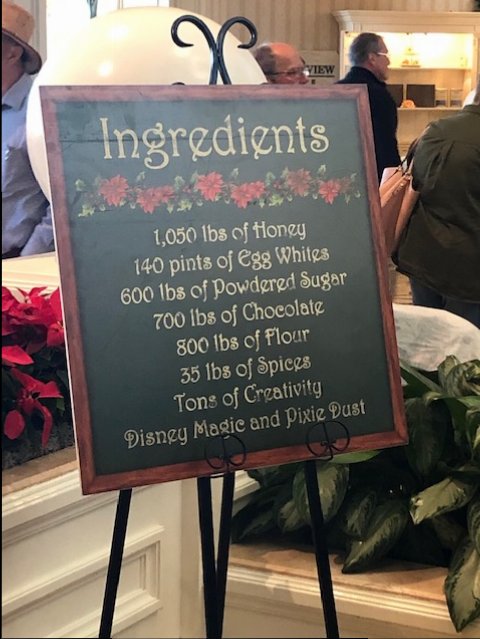 VIEW
Ingredients
1,050 lbs of Honey
140 pints of Egg Whites
600 lbs of Powdered Sugar
700 lbs of Chocolate
800 lbs of Flour
35 lbs of Spices
Tons of Creativity
Disney Magic and Pixie Dust